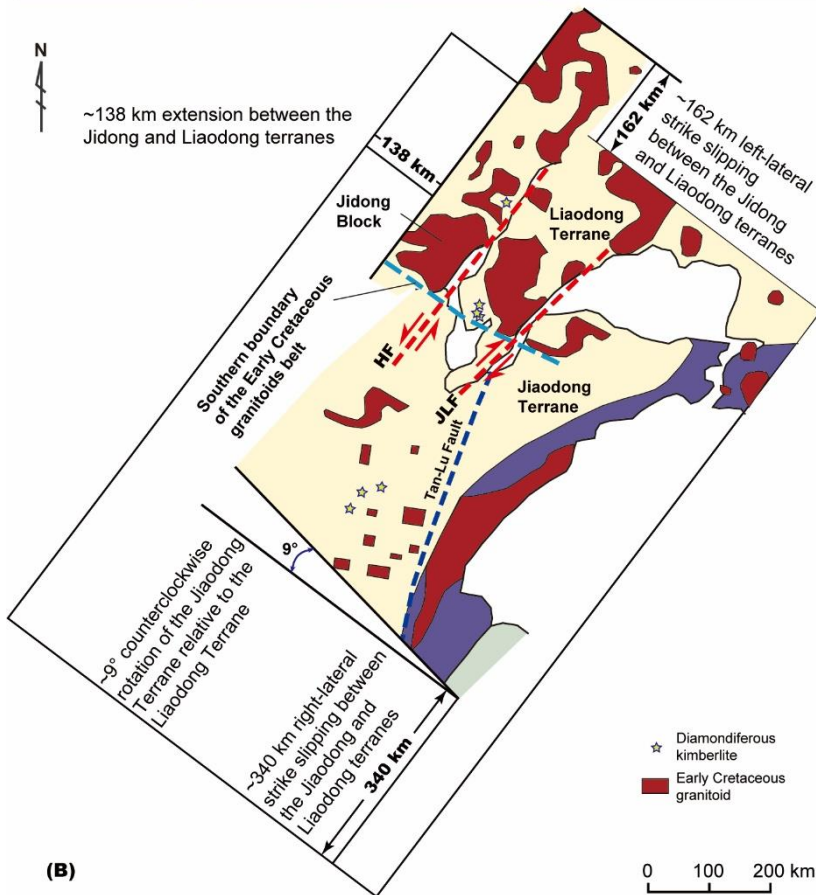 N
~138 km extension between the
Jidong and Liaodong terranes
~138 km
162 km
~162 km left-lateral
strike slipping
between the Jidong
and Liaodong terranes
Jidong
Block
Liaodong
Terrane
Southern boundary
of the Early Cretaceous
granitoids belt
HF
JLF
Jiaodong
Terrane
Tan-Lu Fault
9°
~9° counterclockwise
rotation of the Jiaodong
Terrane relative to the
Liaodong Terrane
~340 km right-lateral
strike slipping between
the Jiaodong and
Liaodong terranes
340 km
Diamondiferous
kimberlite
Early Cretaceous
granitoid
(B)
0 100 200 km